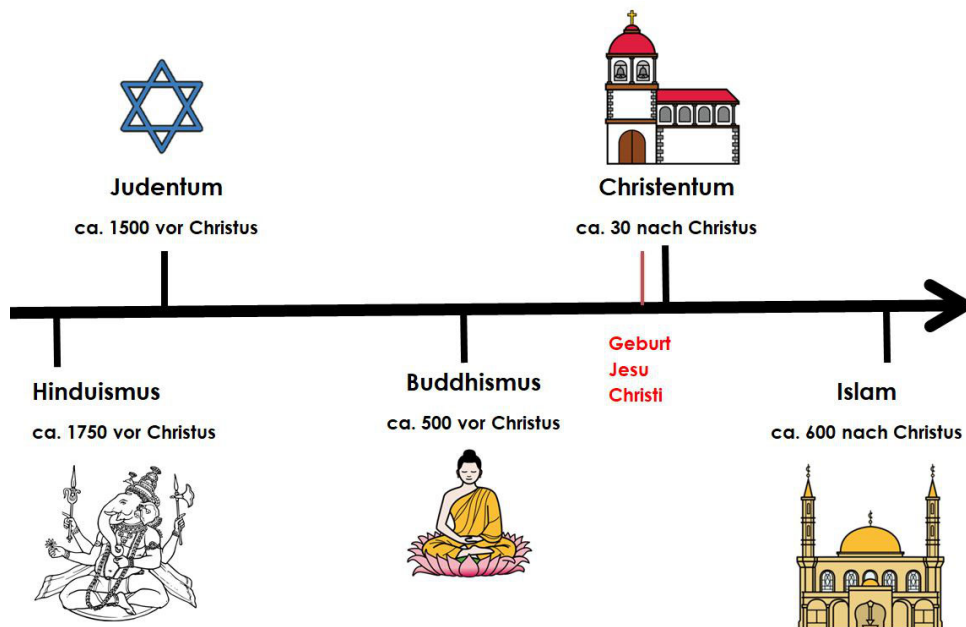 Judentum
ca. 1500 vor Christus
Christentum
ca. 30 nach Christus
Geburt
Jesu
Christi
Hinduismus
ca. 1750 vor Christus
Buddhismus
ca. 500 vor Christus
Islam
ca. 600 nach Christus